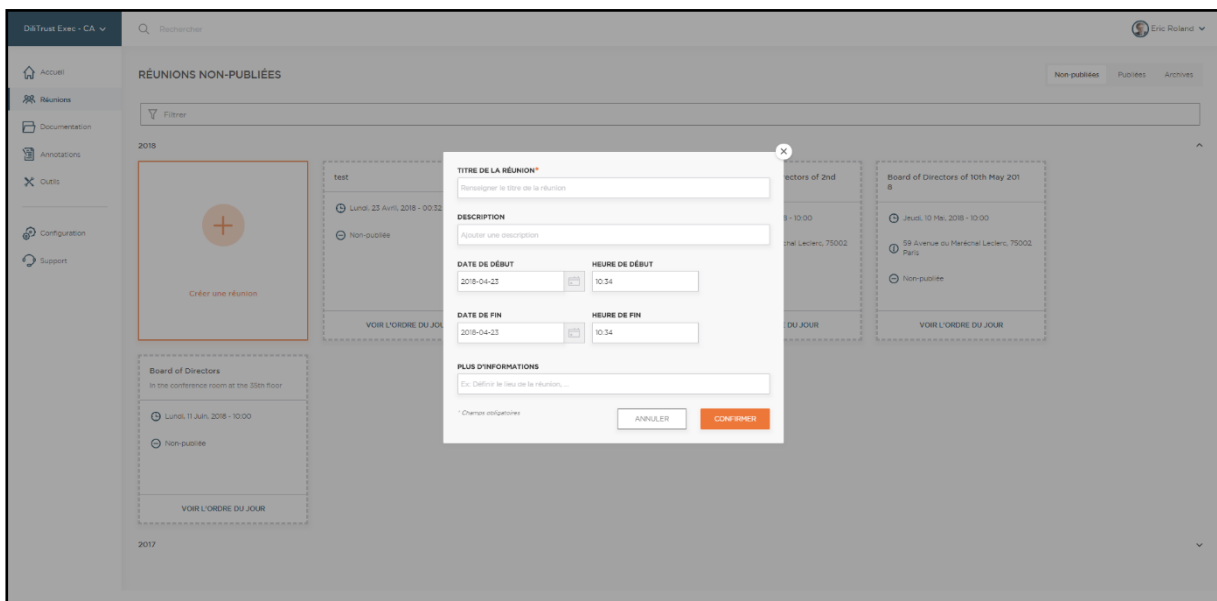 DiliTrust Exec - CA
Rechercher
Eric Roland
Accueil
Réunions
Documentation
Annotations
Outils
Configuration
Support
RÉUNIONS NON-PUBLIÉES
Non-publiées
Publiées
Archives
Filtrer
2018
Créer une réunion
test
Lundi, 23 Avril, 2018 - 00:32
Non-publiée
VOIR L'ORDRE DU JOU
TITRE DE LA RÉUNION*
Renseigner le titre de la réunion
DESCRIPTION
Ajouter une description
DATE DE DÉBUT
HEURE DE DÉBUT
2018-04-23
10:34
DATE DE FIN
HEURE DE FIN
2018-04-23
10:34
PLUS D'INFORMATIONS
Ex: Définir le lieu de la réunion, ...
* Champs obligatoires
ANNULER
CONFIRMER
ectors of 2nd
8 - 10:00
chal Leclerc, 75002
DU JOUR
Board of Directors of 10th May 201
8
Jeudi, 10 Mai, 2018 - 10:00
59 Avenue du Maréchal Leclerc, 75002
Paris
Non-publiée
VOIR L'ORDRE DU JOUR
Board of Directors
In the conference room at the 35th floor
Lundi, 11 Juin, 2018 - 10:00
Non-publiée
VOIR L'ORDRE DU JOUR
2017